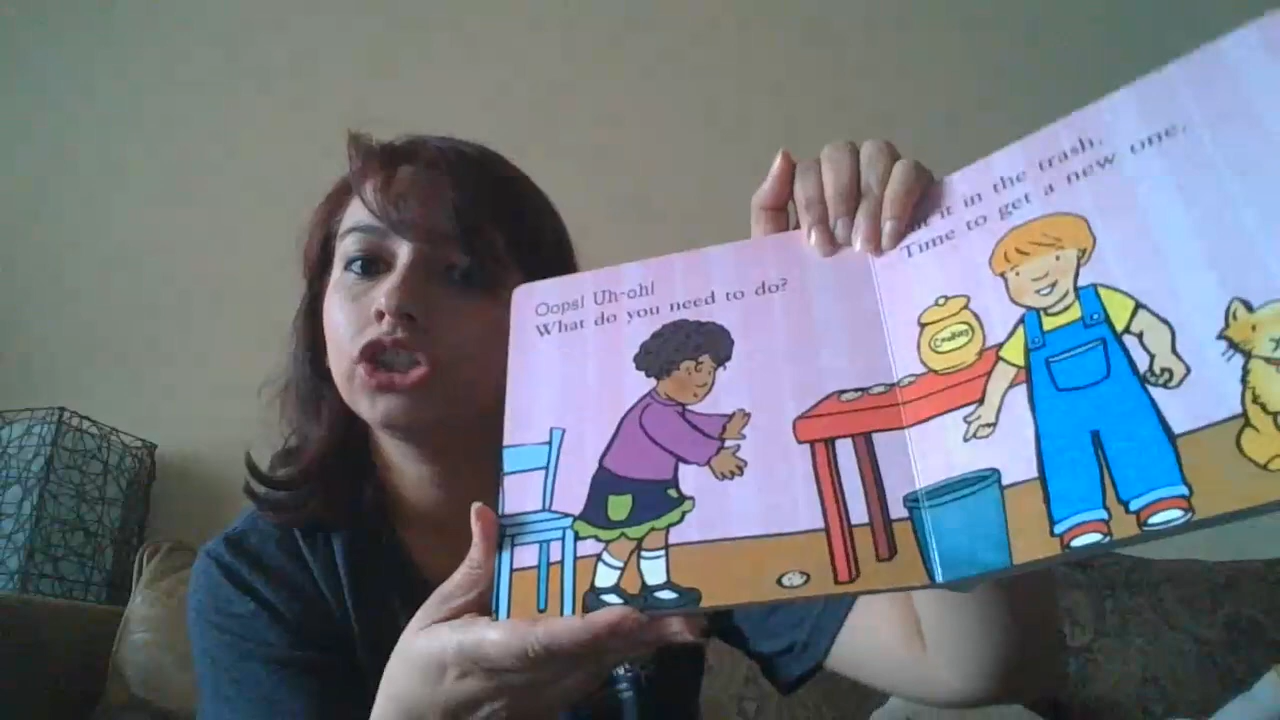 Oops! Uh-oh!
What do you need to do?
it in the trash.
Time to get a new one.
Cookies